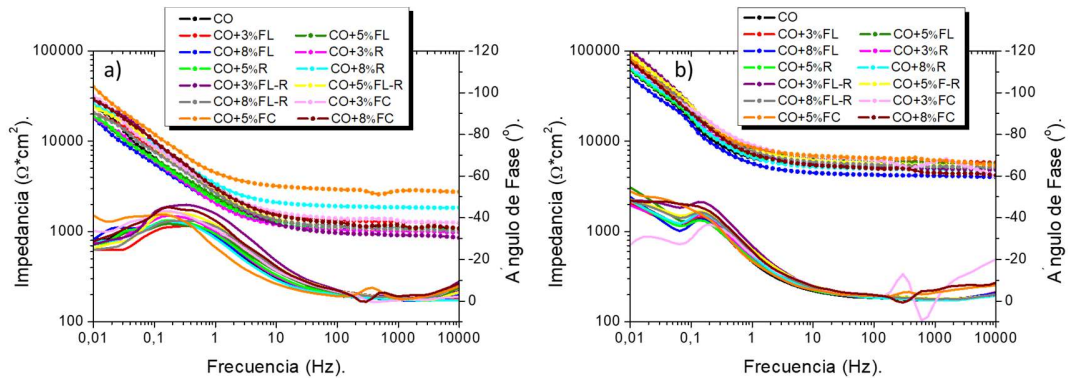 a)
CO
CO+3%FL
CO+5%FL
CO+8%FL
CO+3%R
CO+5%R
CO+8%R
CO+3%FL-R
CO+5%FL-R
CO+8%FL-R
CO+3%FC
CO+5%FC
CO+8%FC
100000
10000
1000
100
Impedancia (Ω*cm2).
-120
-100
-80
-60
-40
-20
0
Angulo de Fase (°).
0,01 0,1 1 10 100 1000 10000
Frecuencia (Hz).
b)
CO
CO+3%FL
CO+5%FL
CO+8%FL
CO+3%R
CO+5%R
CO+8%R
CO+3%FL-R
CO+5%F-R
CO+8%FL-R
CO+3%FC
CO+5%FC
CO+8%FC
100000
10000
1000
100
Impedancia (Ω*cm2).
-120
-100
-80
-60
-40
-20
0
A´ngulo de Fase (°).
0,01 0,1 1 10 100 1000 10000
Frecuencia (Hz).